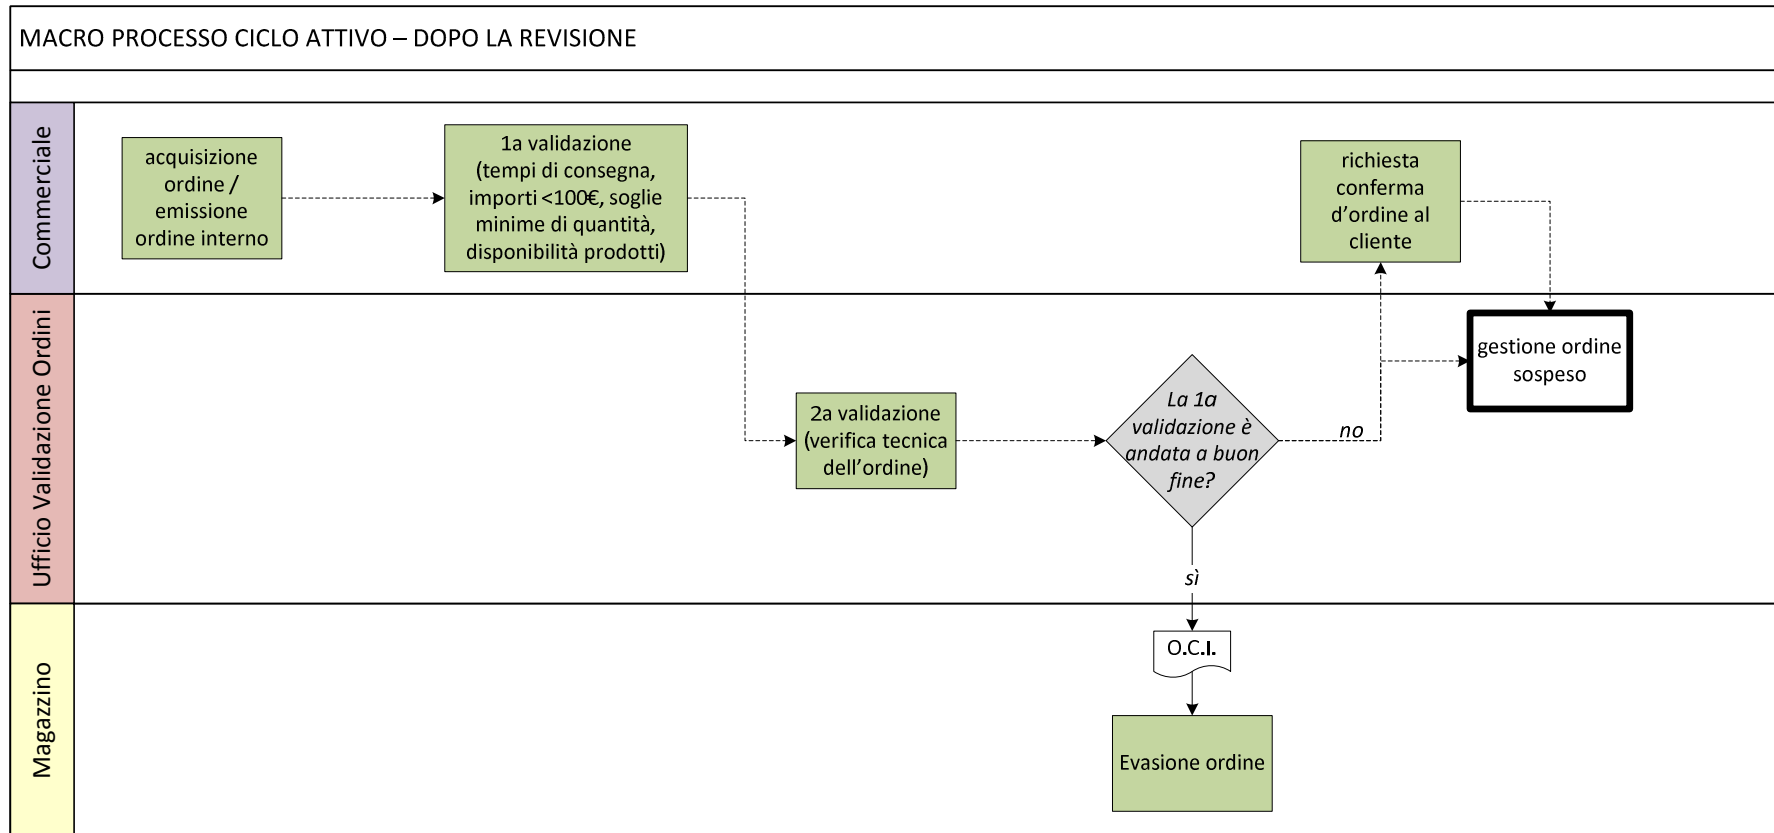 MACRO PROCESSO CICLO ATTIVO – DOPO LA REVISIONE
Commerciale
acquisizione
ordine /
emissione
ordine interno
1a validazione
(tempi di consegna,
importi <100€, soglie
minime di quantità,
disponibilità prodotti)
richiesta
conferma
d'ordine al
cliente
Ufficio Validazione Ordini
2a validazione
(verifica tecnica
dell'ordine)
La 1a
validazione è
andata a buon
fine?
no
gestione ordine
sospeso
sì
Magazzino
O.C.I.
Evasione ordine